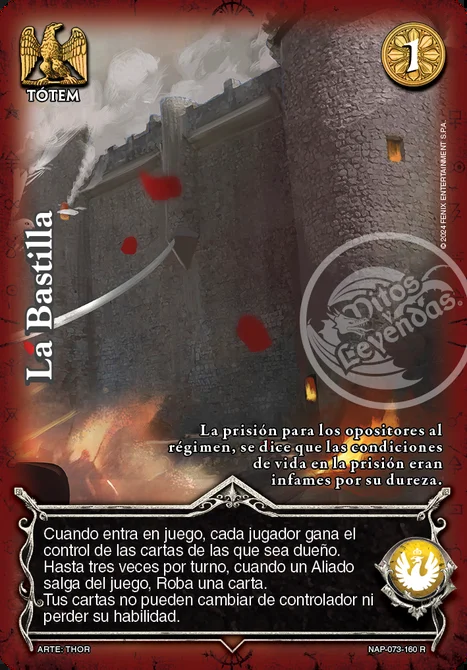 TÓTEM
1
© 2024 FENIX ENTERTAINMENT S.P.A.
La Bastilla
Mitos
y
Leyendas
La prisión para los opositores al
régimen, se dice que las condiciones
de vida en la prisión eran
infames por su dureza.
Cuando entra en juego, cada jugador gana el
control de las cartas de las que sea dueño.
Hasta tres veces por turno, cuando un Aliado
salga del juego, Roba una carta.
Tus cartas no pueden cambiar de controlador ni
perder su habilidad.
ARTE: THOR
NAP-073-160 R